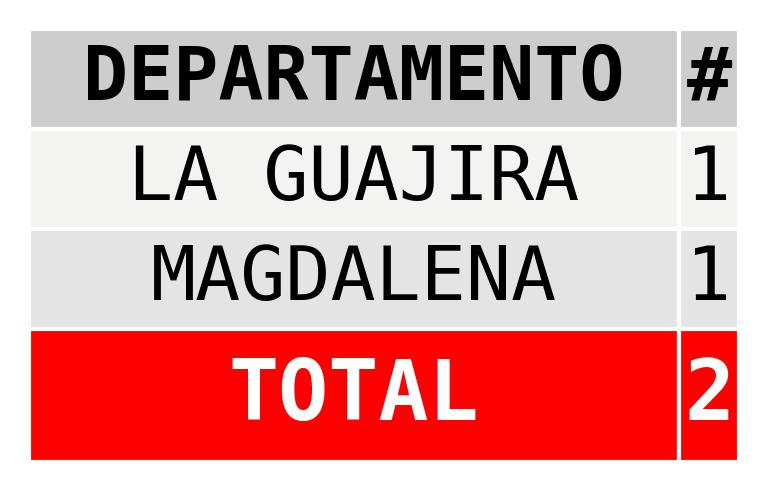 DEPARTAMENTO #
LA GUAJIRA 1
MAGDALENA 1
TOTAL 2